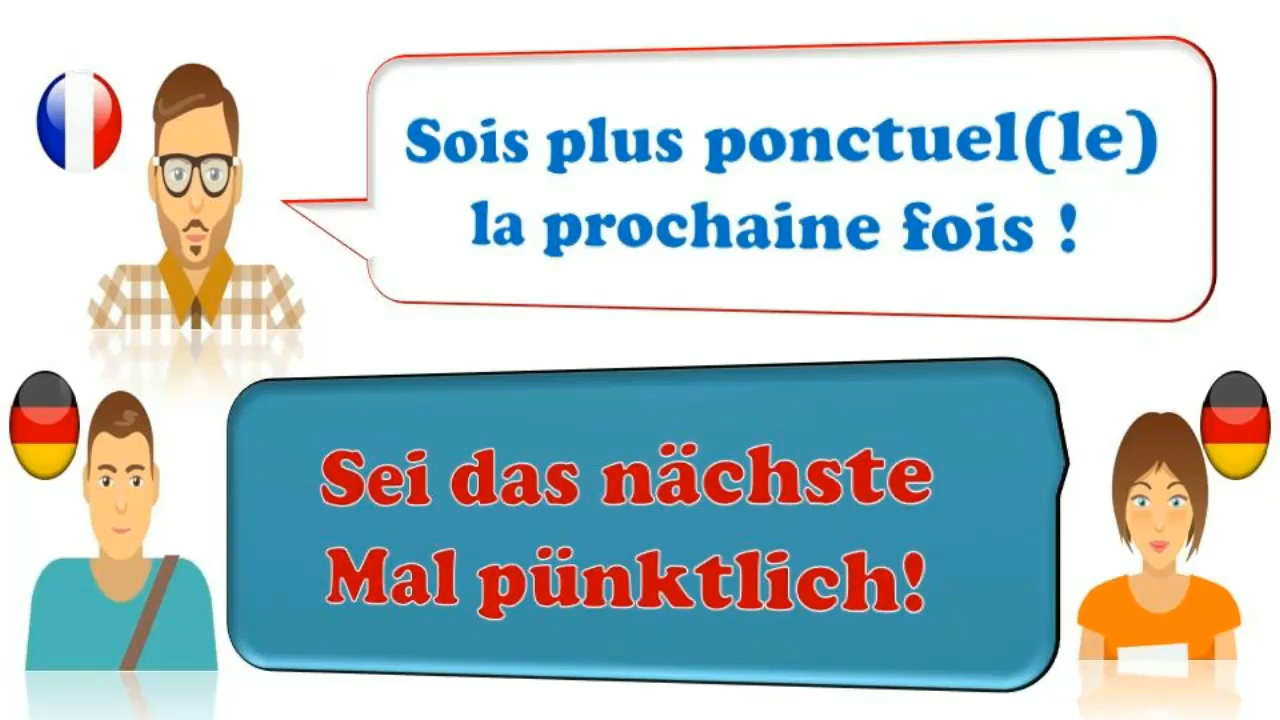 Sois plus ponctuel(le)
la prochaine fois !
Sei das nächste
Mal pünktlich!